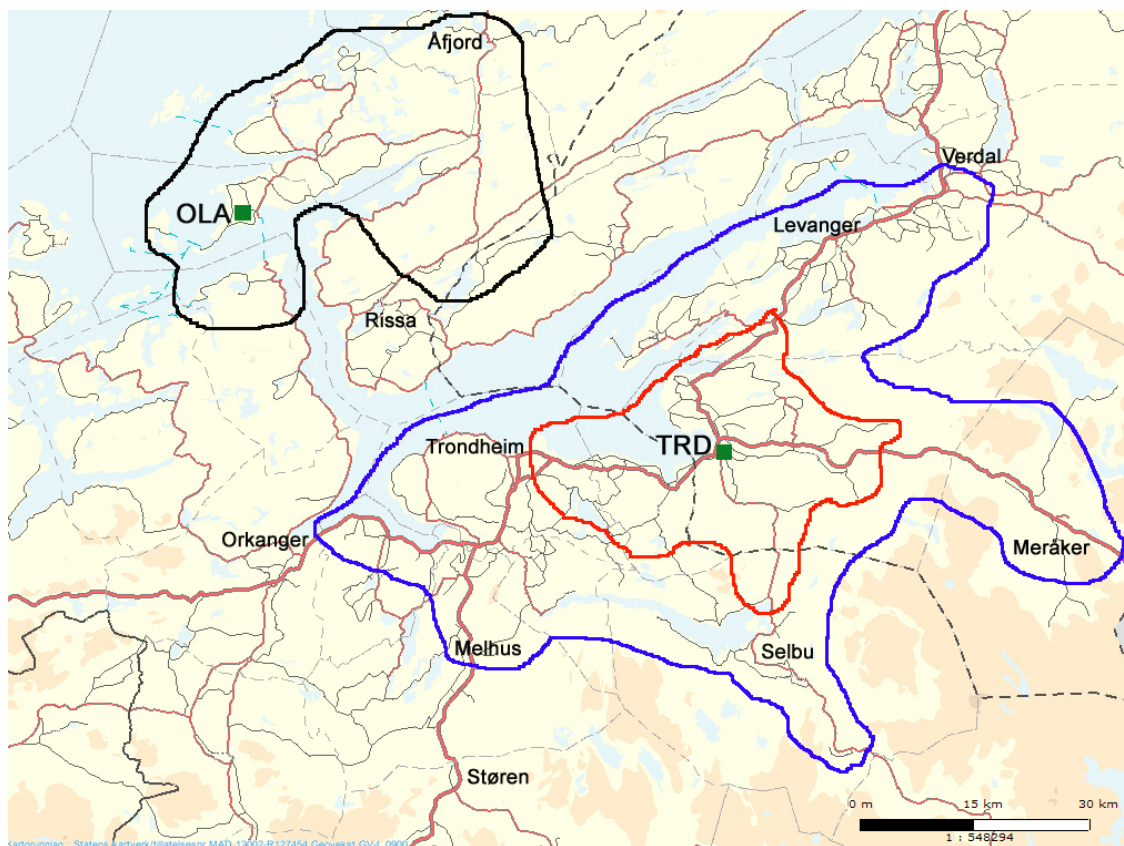 Åfjord
Verdal
OLA
Levanger
Rissa
Trondheim
TRD
Orkanger
Meråker
Melhus
Selbu
Støren
0 m 15 km 30 km
1 : 548294